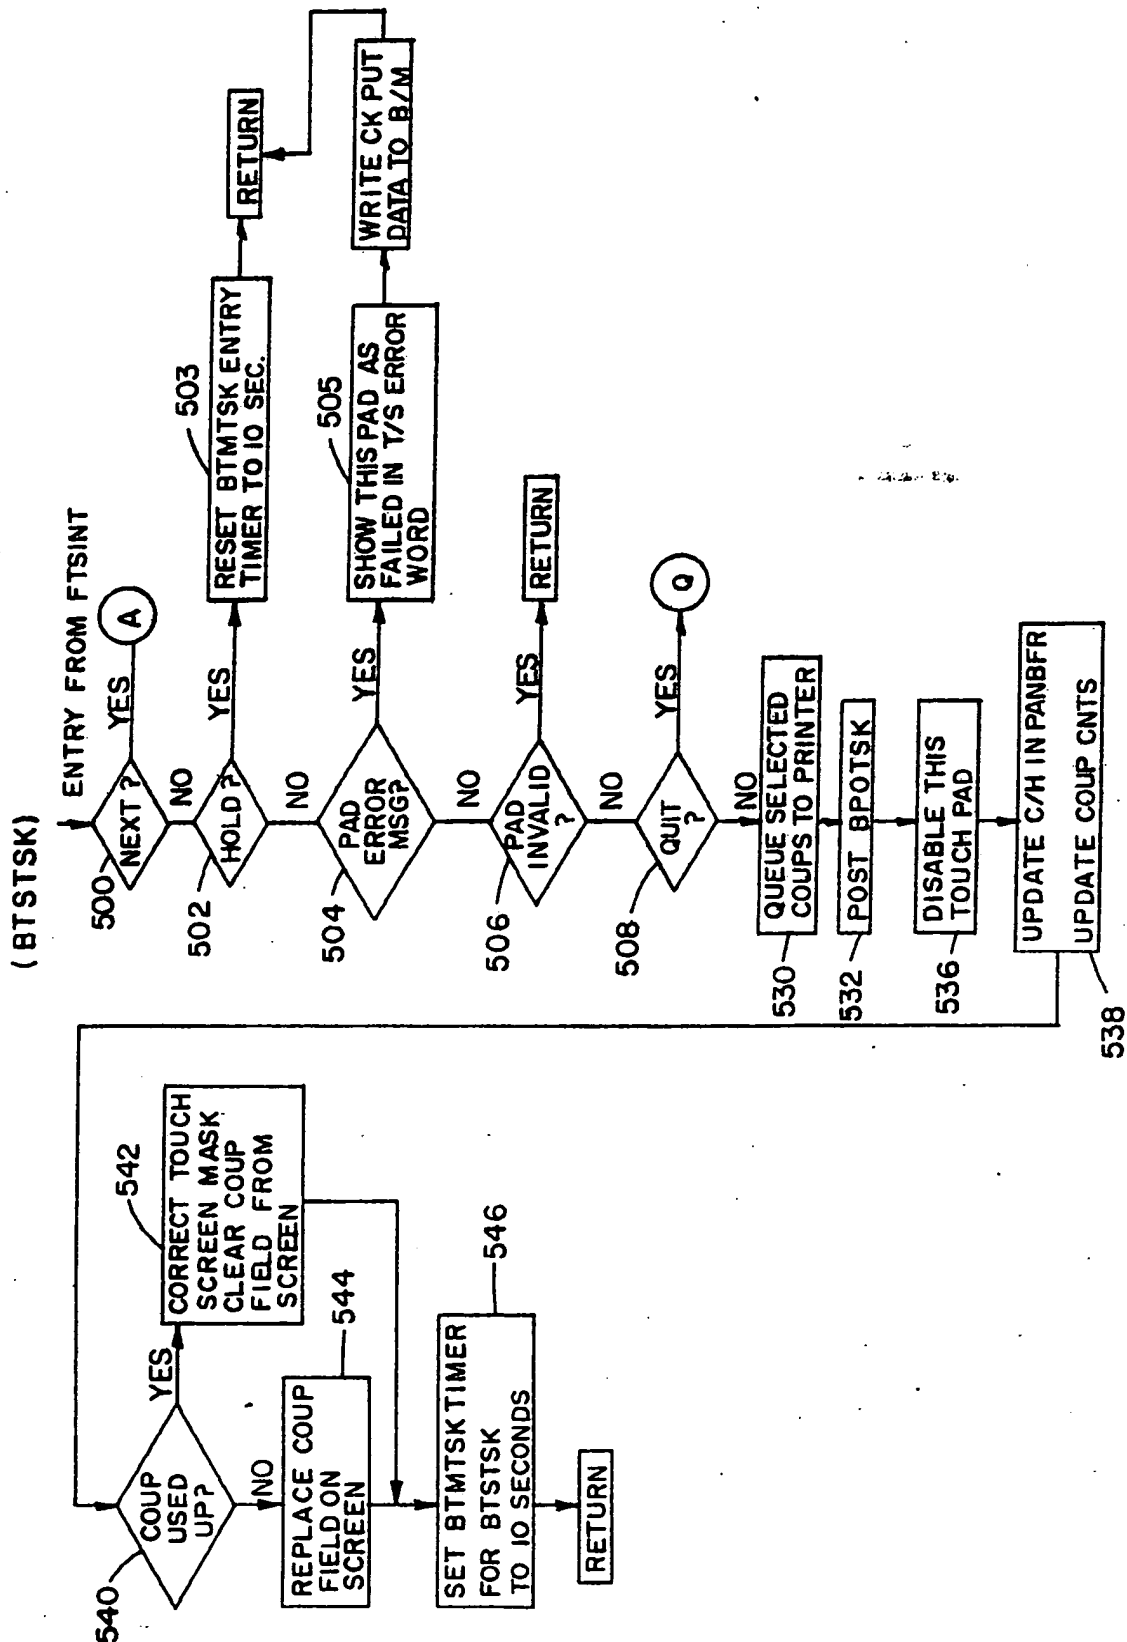 (BTSTSK)
ENTRY FROM FTSINT
NEXT?
500
YES
A
NO
HOLD?
502
YES
RESET BTMTSK ENTRY
TIMER TO 10 SEC.
503
RETURN
NO
PAD
ERROR
MSG?
504
YES
SHOW THIS PAD AS
FAILED IN T/S ERROR
WORD
505
WRITE CK PUT
DATA TO B/M
NO
PAD
INVALID
?
506
YES
RETURN
NO
QUIT
?
508
YES
Q
NO
QUEUE SELECTED
COUPS TO PRINTER
530
POST BPOTSK
532
DISABLE THIS
TOUCH PAD
536
UPDATE C/H IN PANBFR
UPDATE COUP CNTS
538
COUP
USED
UP?
540
YES
CORRECT TOUCH
SCREEN MASK
CLEAR COUP
FIELD FROM
SCREEN
542
NO
REPLACE COUP
FIELD ON
SCREEN
544
SET BTMTSK TIMER
FOR BTSTSK
TO 10 SECONDS
546
RETURN